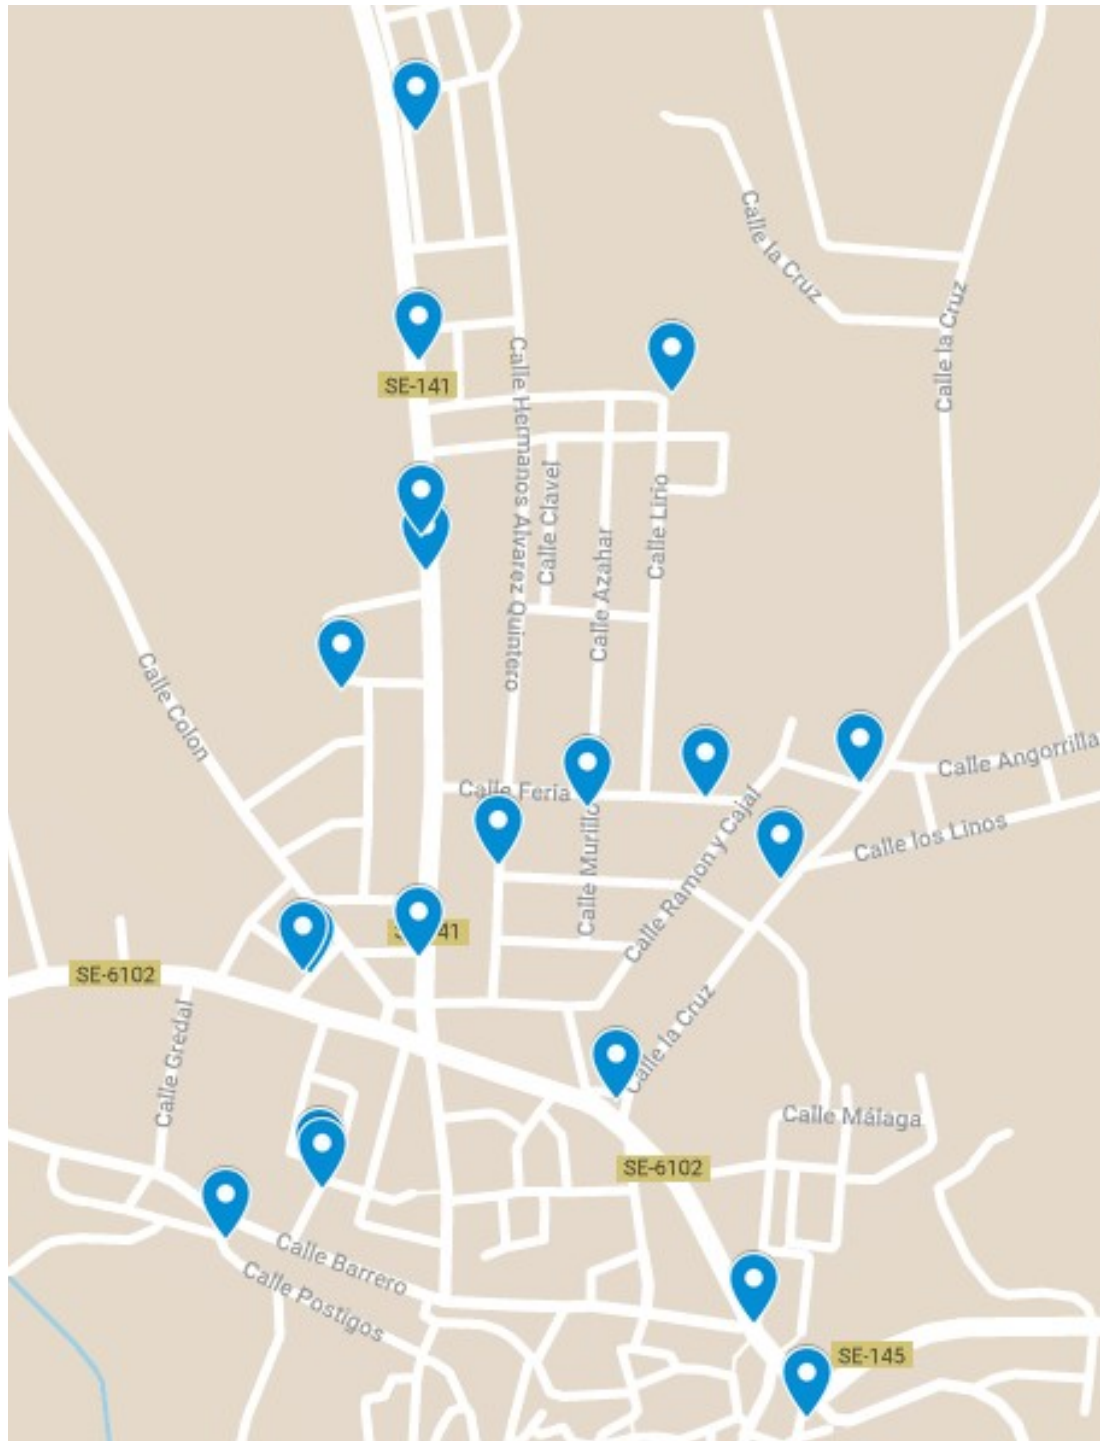 Calle la Cruz
Calle la Cruz
SE-141
Calle Hermanos Alvarez Quintero
Calle Clavel
Calle Lirio
Calle Azahar
Calle Colon
Calle Angorrilla
Calle Feria
Calle Murillo
Calle Ramon y Cajal
Calle los Linos
41
SE-6102
Calle Gredal
Calle la Cruz
Calle Málaga
SE-6102
Calle Barrero
Calle Postigos
SE-145